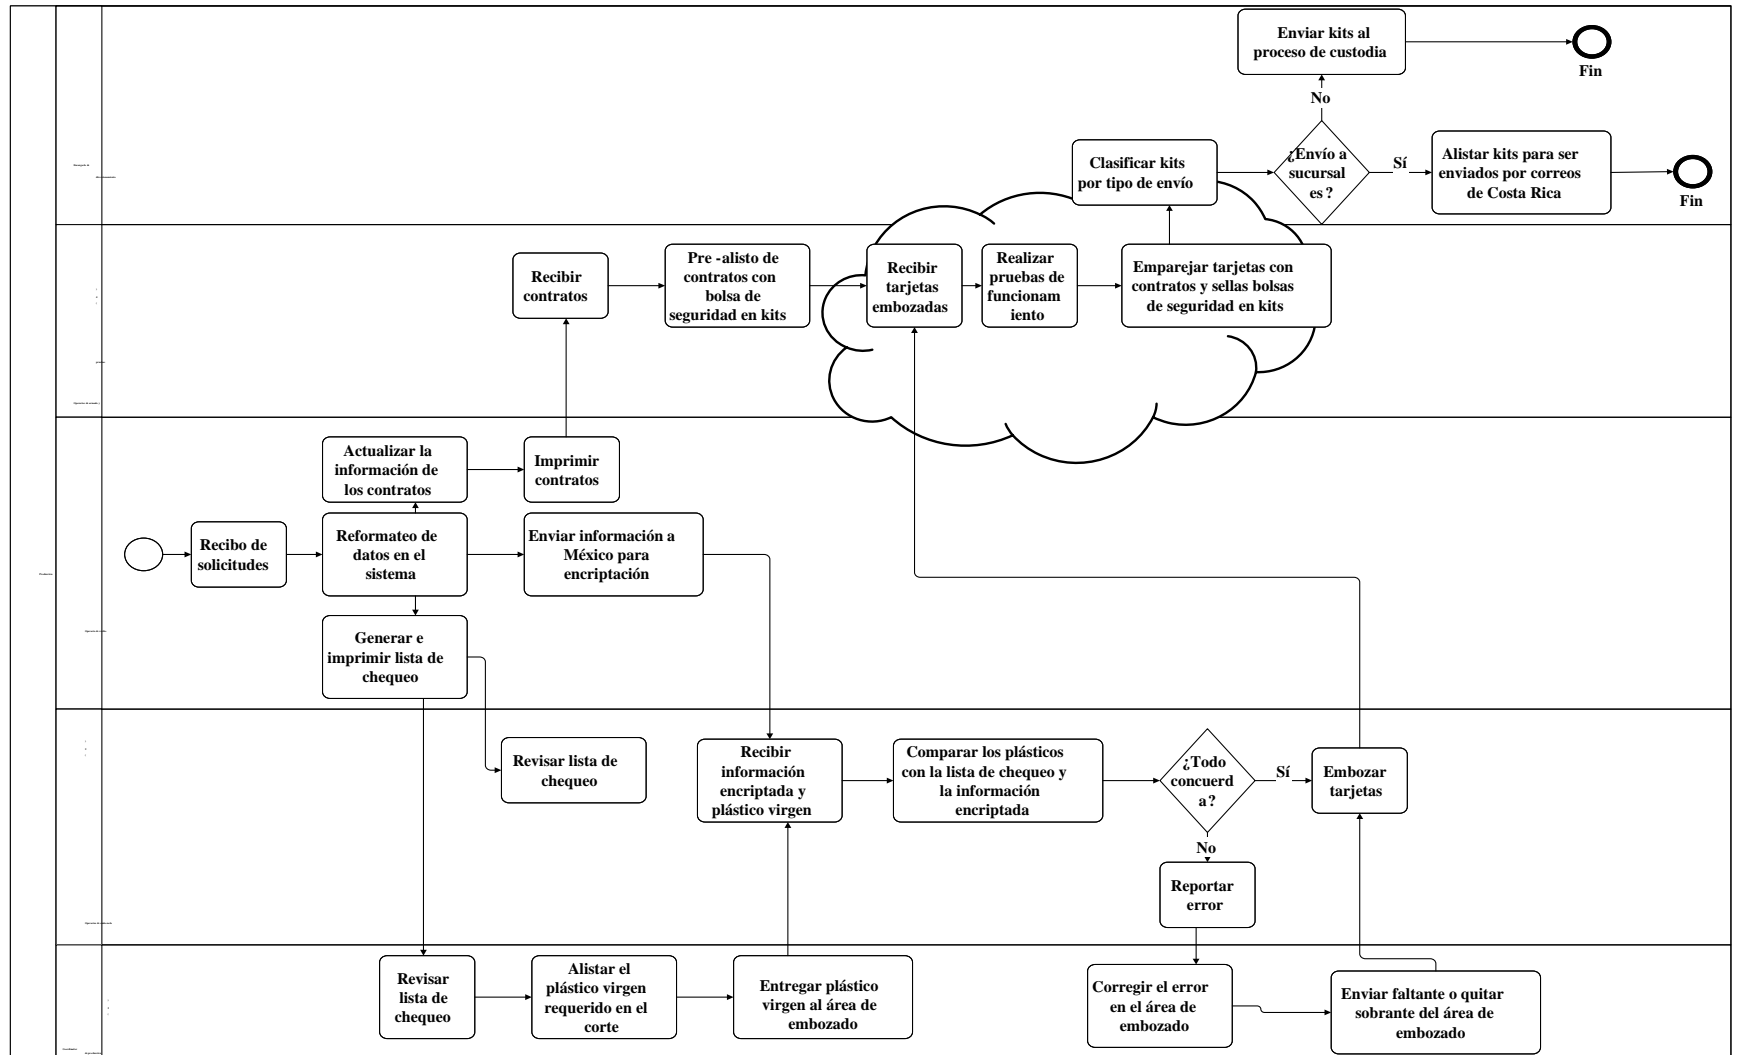 Enviar kits al
proceso de custodia
Fin
No
¿Envío a
sucursal
es?
Sí
Alistar kits para ser
enviados por correos
de Costa Rica
Fin
Clasificar kits
por tipo de envío
Recibir
contratos
Pre -alisto de
contratos con
bolsa de
seguridad en kits
Recibir
tarjetas
embozadas
Realizar
pruebas de
funcionam
iento
Emparejar tarjetas con
contratos y sellas bolsas
de seguridad en kits
Actualizar la
información de
los contratos
Imprimir
contratos
Recibo de
solicitudes
Reformateo de
datos en el
sistema
Enviar información a
México para
encriptación
Generar e
imprimir lista de
chequeo
Revisar lista de
chequeo
Recibir
información
encriptada y
plástico virgen
Comparar los plásticos
con la lista de chequeo y
la información
encriptada
¿Todo
concuerd
a?
Sí
Embozar
tarjetas
No
Reportar
error
Revisar
lista de
chequeo
Alistar el
plástico virgen
requerido en el
corte
Entregar plástico
virgen al área de
embozado
Corregir el error
en el área de
embozado
Enviar faltante o quitar
sobrante del área de
embozado